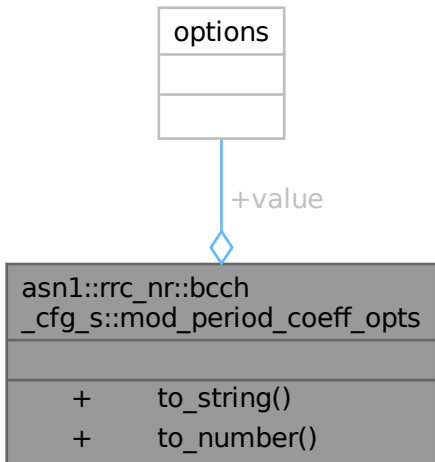 options
+value
asn1::rrc_nr::bcch
_cfg_s::mod_period_coeff_opts
+ to_string()
+ to_number()